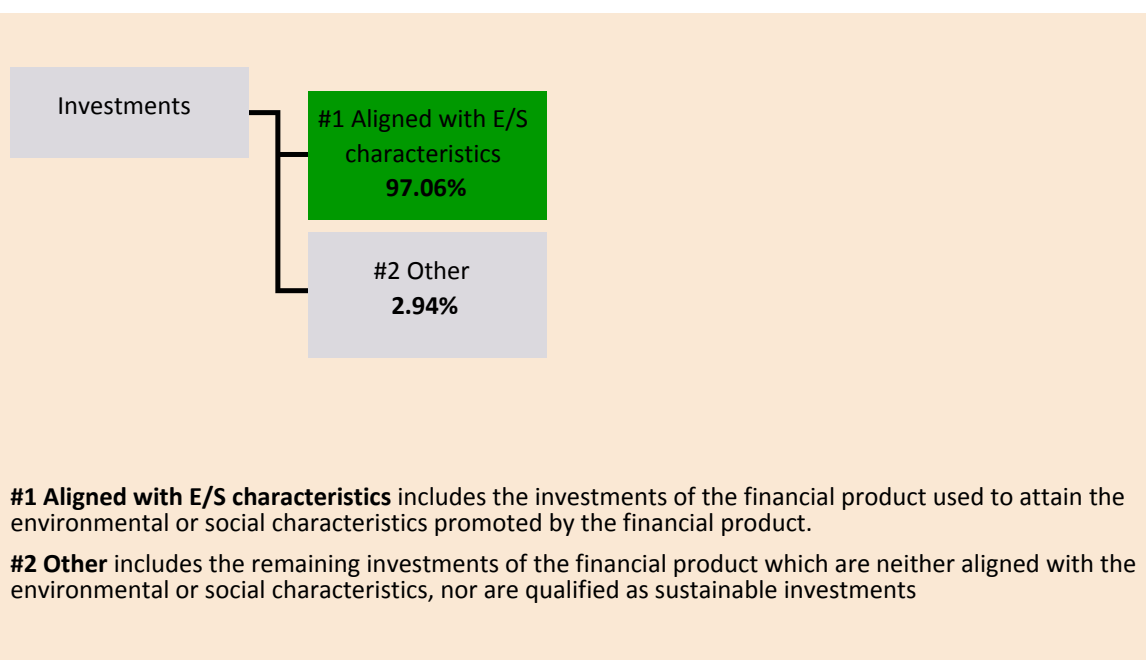 Investments
#1 Aligned with E/S
characteristics
97.06%
#2 Other
2.94%
#1 Aligned with E/S characteristics includes the investments of the financial product used to attain the
environmental or social characteristics promoted by the financial product.
#2 Other includes the remaining investments of the financial product which are neither aligned with the
environmental or social characteristics, nor are qualified as sustainable investments